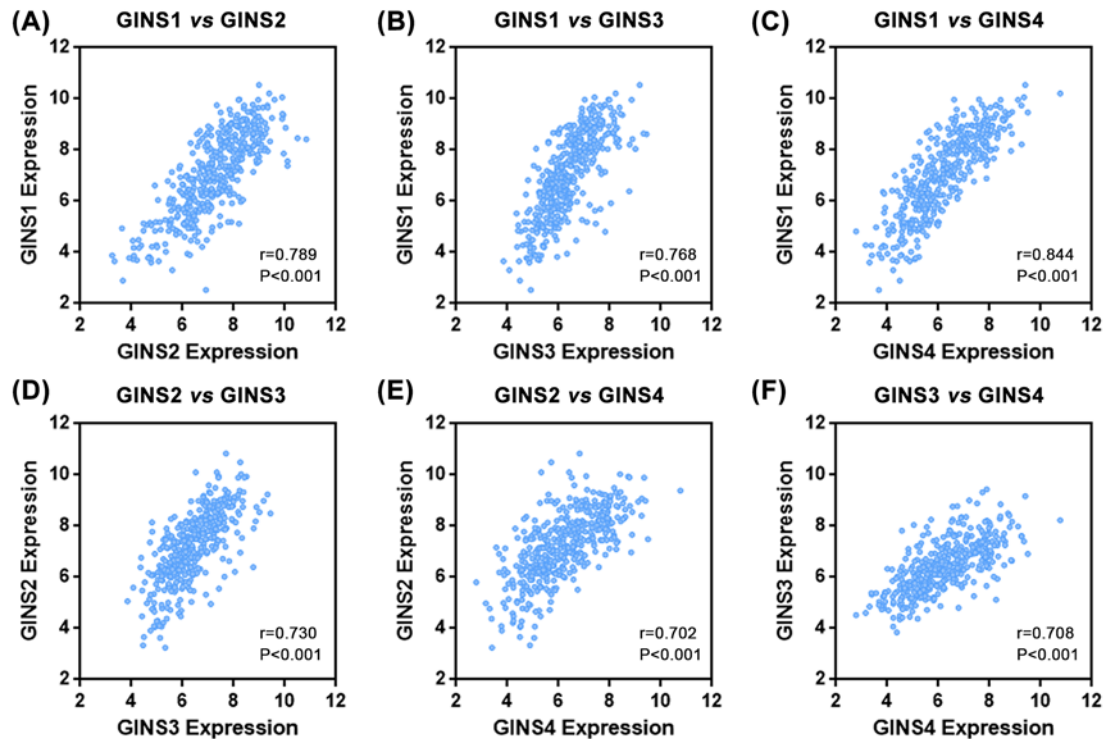 (A) GINS1 vs GINS2
12
10
8
6
4
2
GINS1 Expression
r=0.789
P<0.001
2 4 6 8 10 12
GINS2 Expression
(B) GINS1 vs GINS3
12
10
8
6
4
2
GINS1 Expression
r=0.768
P<0.001
2 4 6 8 10 12
GINS3 Expression
(C) GINS1 vs GINS4
12
10
8
6
4
2
GINS1 Expression
r=0.844
P<0.001
2 4 6 8 10 12
GINS4 Expression
(D) GINS2 vs GINS3
12
10
8
6
4
2
GINS2 Expression
r=0.730
P<0.001
2 4 6 8 10 12
GINS3 Expression
(E) GINS2 vs GINS4
12
10
8
6
4
2
GINS2 Expression
r=0.702
P<0.001
2 4 6 8 10 12
GINS4 Expression
(F) GINS3 vs GINS4
12
10
8
6
4
2
GINS3 Expression
r=0.708
P<0.001
2 4 6 8 10 12
GINS4 Expression